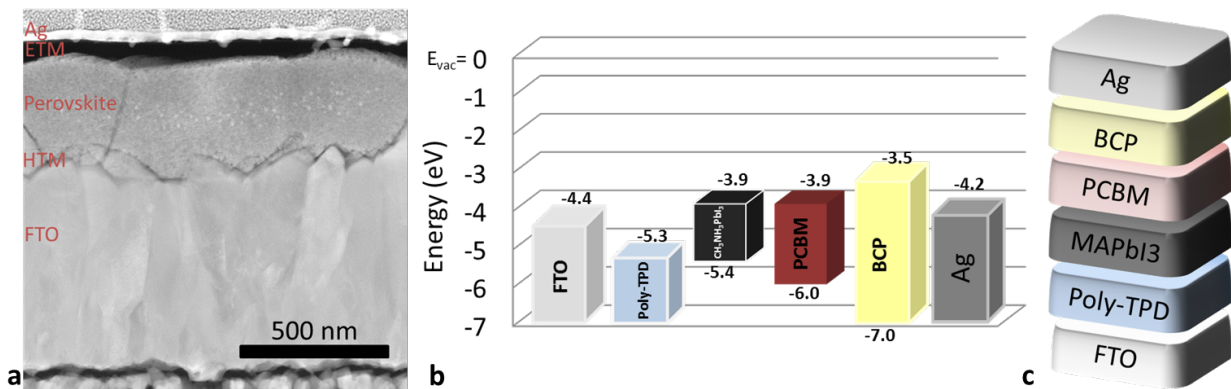 Ag
ETM
Perovskite
HTM
FTO
500 nm
a
Evac= 0
-1
-2
-3
-4
-5
-6
-7
Energy (eV)
-4.4
FTO
-5.3
Poly-TPD
-3.9
CH3NH3PbI3
-5.4
-3.9
PCBM
-6.0
-3.5
BCP
-7.0
-4.2
Ag
b
Ag
BCP
PCBM
MAPbI3
Poly-TPD
FTO
c